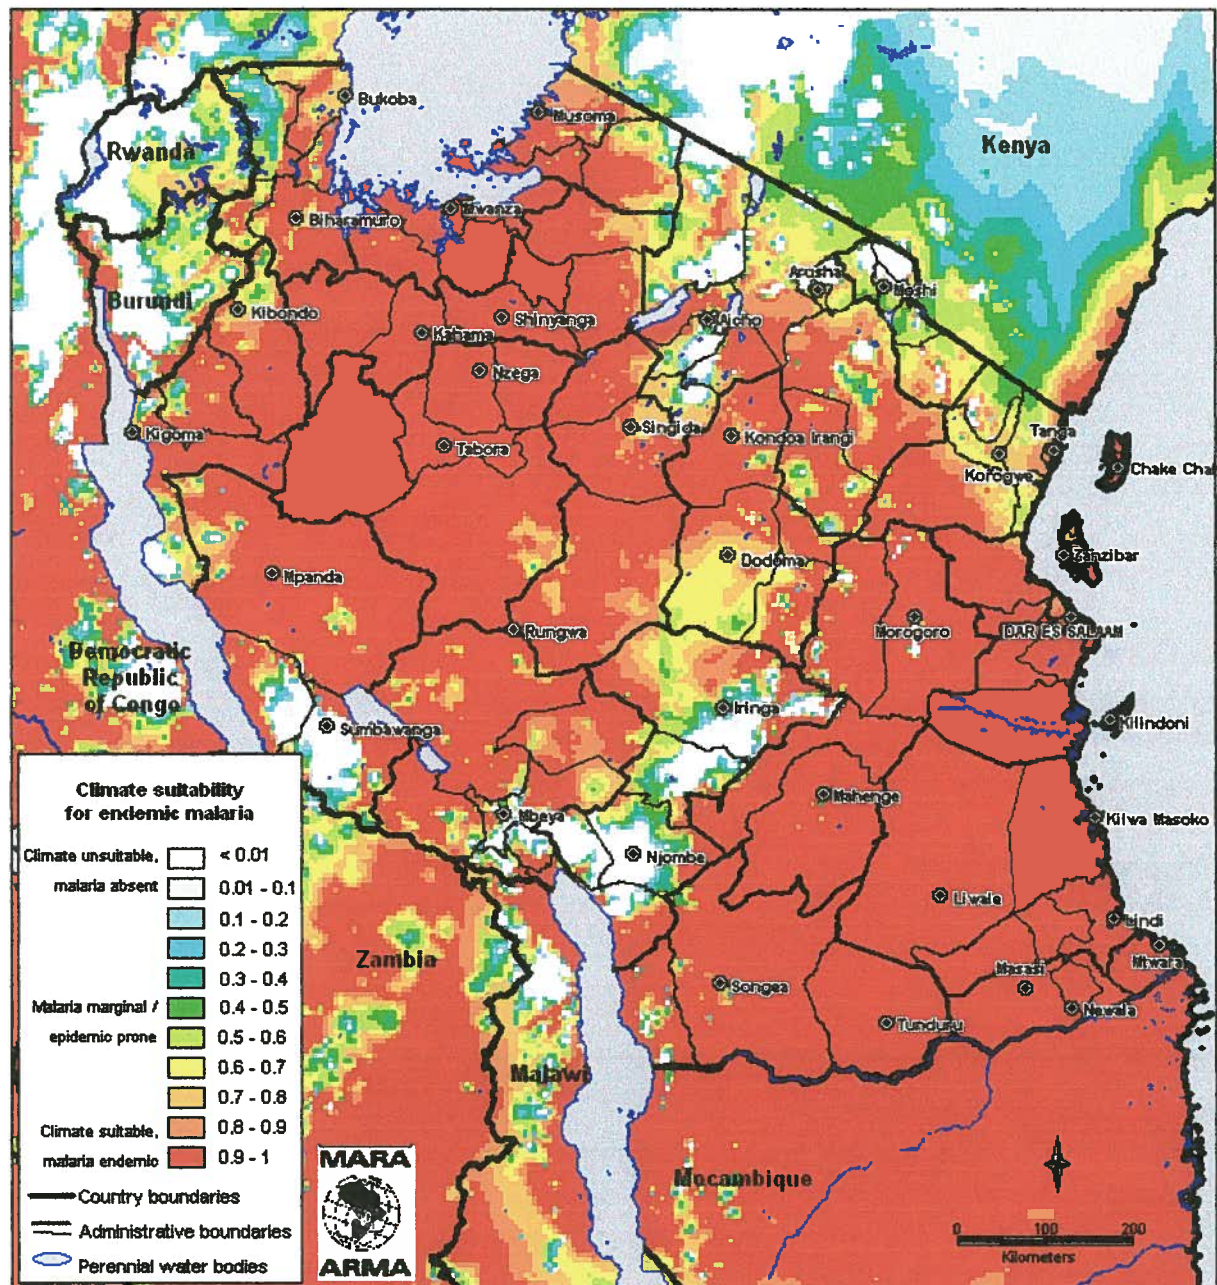 Bukoba
Musoma
Rwanda
Kenya
Biharamuro
Mwanza
Arusha
Moshi
Burundi
Kibondo
Shinyanga
Aicho
Kahama
Nzega
Kigoma
Singida
Kondoa Irangi
Tanga
Tabora
Korogwe
Chake Cha
Zanzibar
Dodoma
Mpanda
Rungwa
Morogoro
DAR ES SALAAM
Democratic
Republic
of Congo
Iringa
Kilindoni
Sumbawanga
Mahenge
Kilwa Masoko
Mbeya
Njombe
Liwale
Lindi
Mtwara
Zambia
Masasi
Songea
Newala
Tunduru
Malawi
Mocambique
Climate suitability
for endemic malaria
Climate unsuitable, < 0.01
malaria absent 0.01 - 0.1
0.1 - 0.2
0.2 - 0.3
0.3 - 0.4
Malaria marginal / 0.4 - 0.5
epidemic prone 0.5 - 0.6
0.6 - 0.7
0.7 - 0.8
Climate suitable, 0.8 - 0.9
malaria endemic 0.9 - 1
Country boundaries
Administrative boundaries
Perennial water bodies
MARA
ARMA
0 100 200
Kilometers